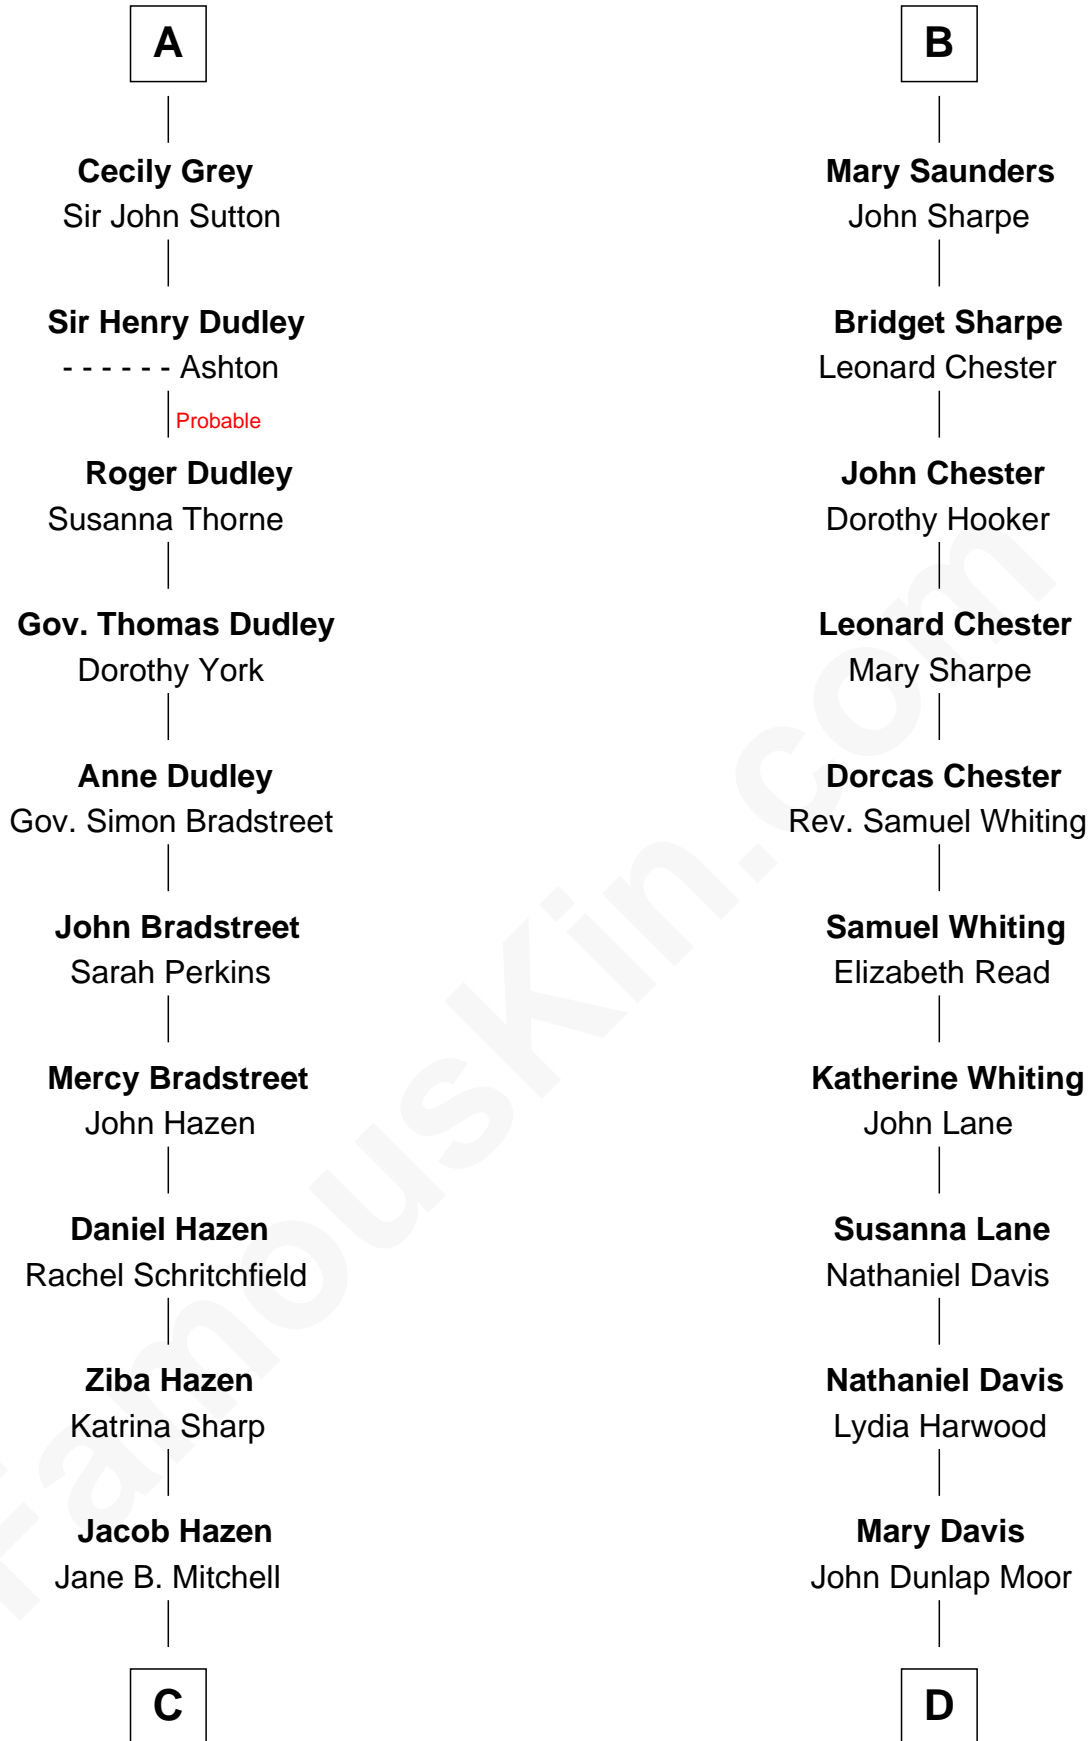 A
Cecily Grey
Sir John Sutton
Sir Henry Dudley
- - - - - - Ashton
Probable
Roger Dudley
Susanna Thorne
Gov. Thomas Dudley
Dorothy York
Anne Dudley
Gov. Simon Bradstreet
John Bradstreet
Sarah Perkins
Mercy Bradstreet
John Hazen
Daniel Hazen
Rachel Schritchfield
Ziba Hazen
Katrina Sharp
Jacob Hazen
Jane B. Mitchell
C
B
Mary Saunders
John Sharpe
Bridget Sharpe
Leonard Chester
John Chester
Dorothy Hooker
Leonard Chester
Mary Sharpe
Dorcas Chester
Rev. Samuel Whiting
Samuel Whiting
Elizabeth Read
Katherine Whiting
John Lane
Susanna Lane
Nathaniel Davis
Nathaniel Davis
Lydia Harwood
Mary Davis
John Dunlap Moor
D
FamousKin.com